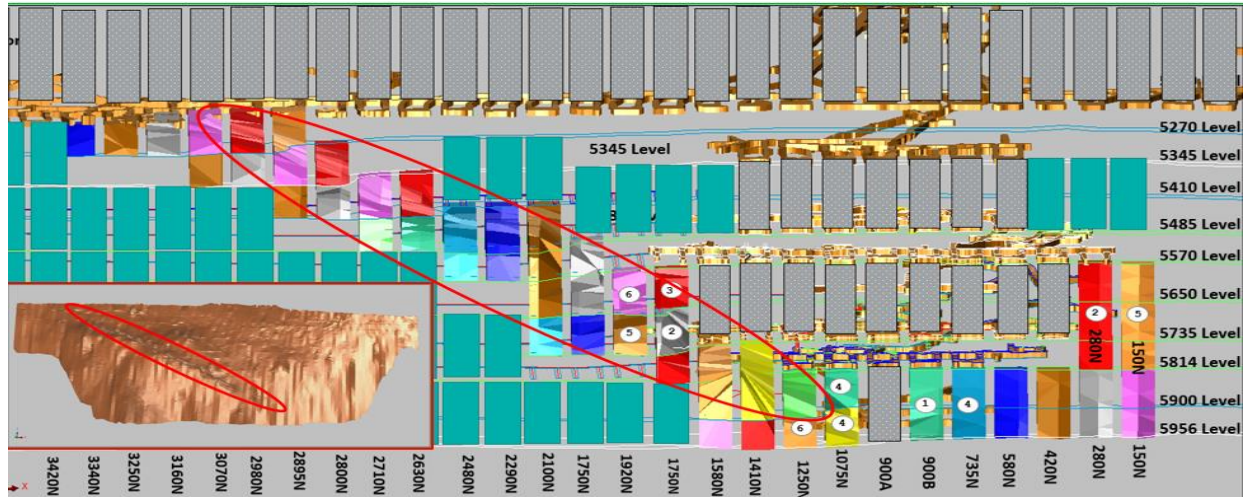 or
5270 Level
5345 Level
5345 Level
5410 Level
5485 Level
5570 Level
5650 Level
5735 Level
5814 Level
5900 Level
5956 Level
6
3
5
2
2
280N
5
150N
4
4
6
1
4
3420N
3340N
3250N
3160N
3070N
2980N
2895N
2800N
2710N
2630N
2480N
2290N
2100N
1750N
1920N
1750N
1580N
1410N
1250N
1075N
900A
900B
735N
580N
420N
280N
150N
X